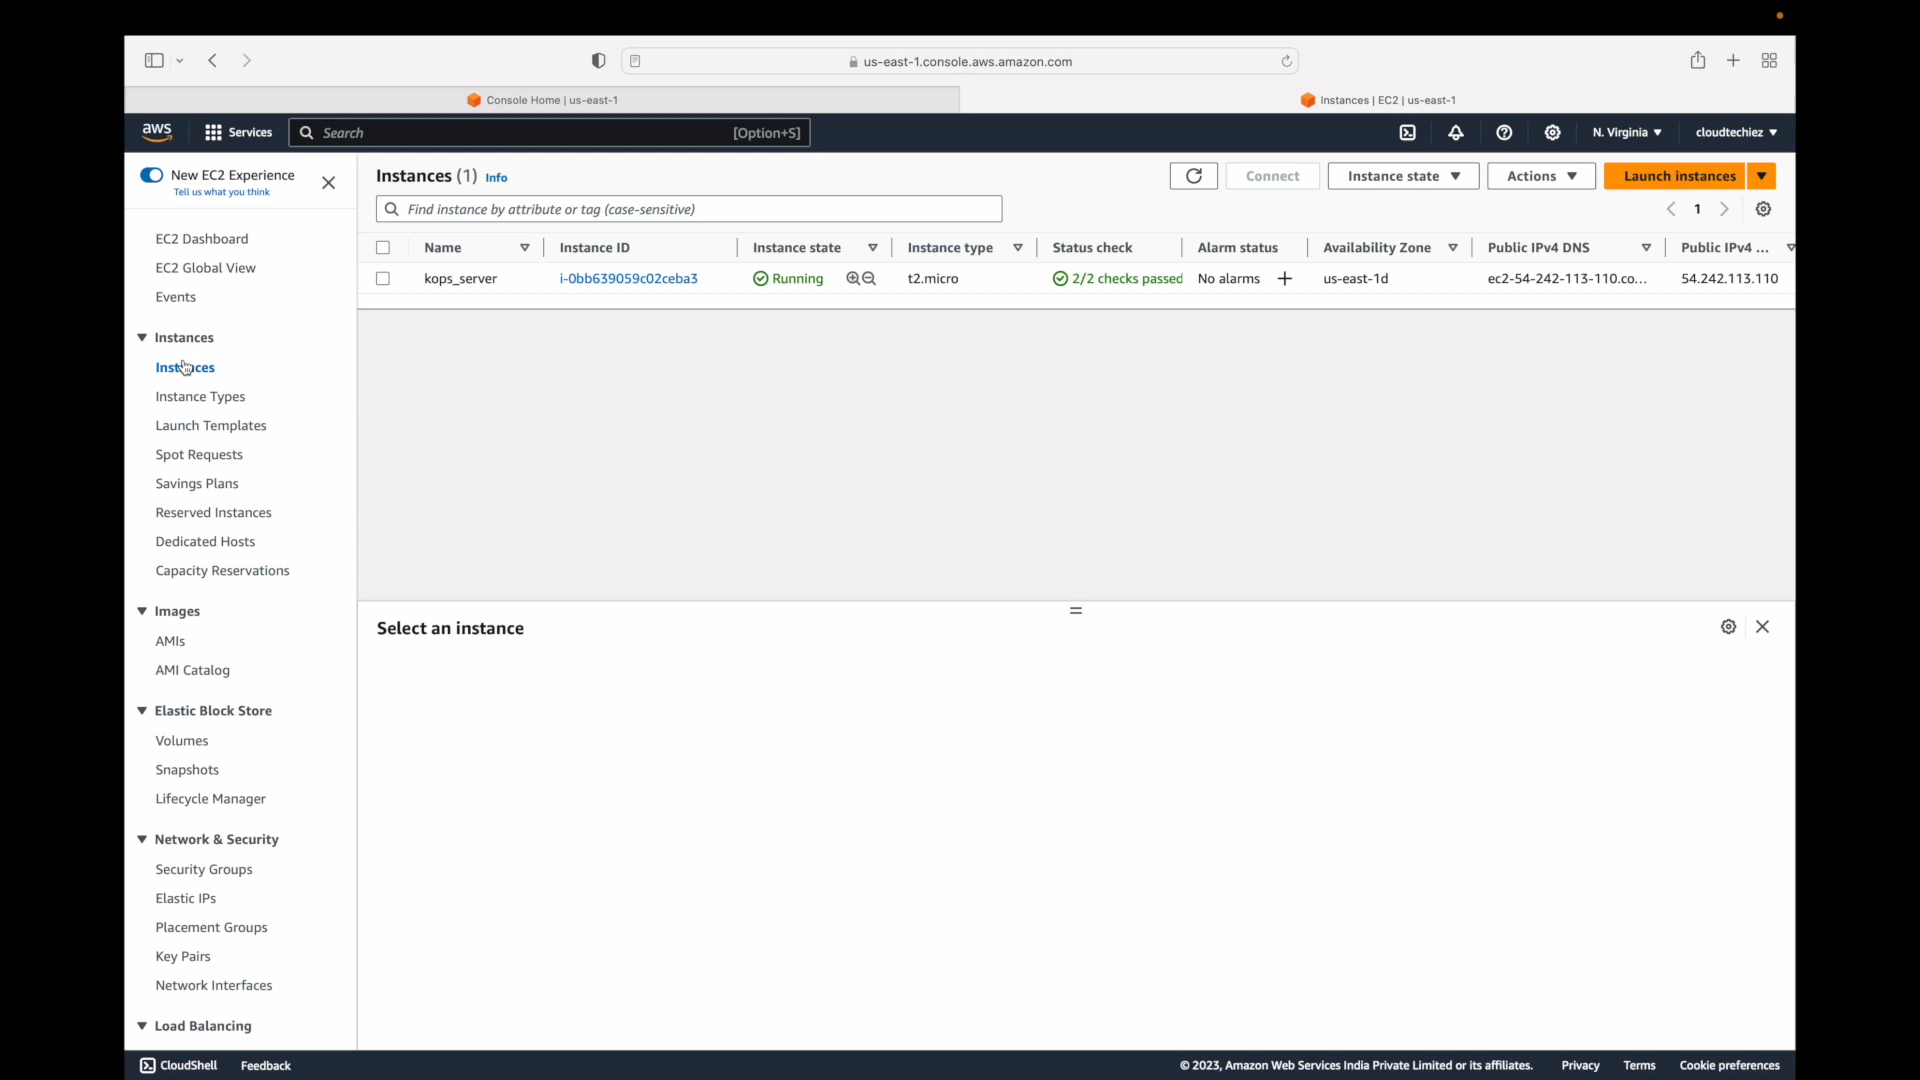 us-east-1.console.aws.amazon.com
Console Home | us-east-1
Instances | EC2 | us-east-1
aws
Services
Search
[Option+S]
N. Virginia
cloudtechiez
New EC2 Experience
Tell us what you think
EC2 Dashboard
EC2 Global View
Events
Instances
Instances
Instance Types
Launch Templates
Spot Requests
Savings Plans
Reserved Instances
Dedicated Hosts
Capacity Reservations
Images
AMIs
AMI Catalog
Elastic Block Store
Volumes
Snapshots
Lifecycle Manager
Network & Security
Security Groups
Elastic IPs
Placement Groups
Key Pairs
Network Interfaces
Load Balancing
Instances (1) Info
Connect
Instance state
Actions
Launch instances
Find instance by attribute or tag (case-sensitive)
1
Name Instance ID Instance state Instance type Status check Alarm status Availability Zone Public IPv4 DNS Public IPv4 ...
kops_server i-0bb639059c02ceba3 Running t2.micro 2/2 checks passed No alarms + us-east-1d ec2-54-242-113-110.co... 54.242.113.110
Select an instance
CloudShell
Feedback
© 2023, Amazon Web Services India Private Limited or its affiliates.
Privacy
Terms
Cookie preferences